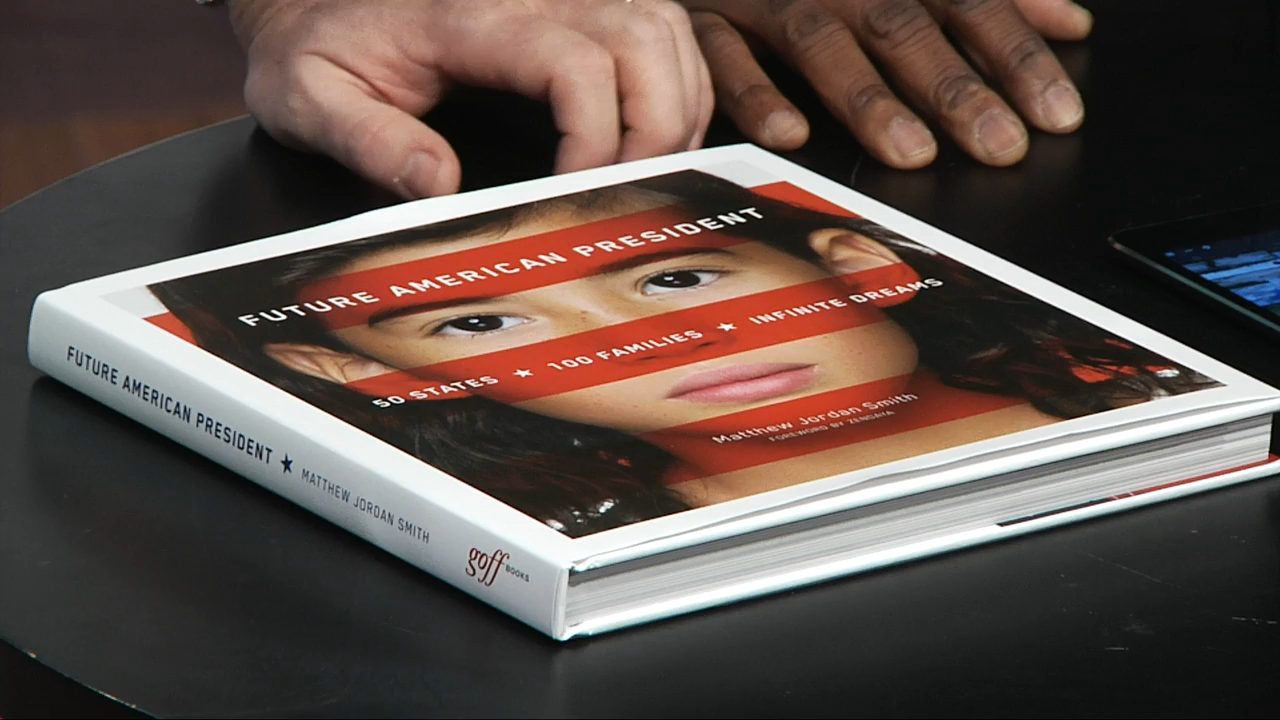 FUTURE AMERICAN PRESIDENT
50 STATES ★ 100 FAMILIES ★ INFINITE DREAMS
Matthew Jordan Smith
FOREWORD BY ZENDAYA
FUTURE AMERICAN PRESIDENT ★ MATTHEW JORDAN SMITH goff BOOKS